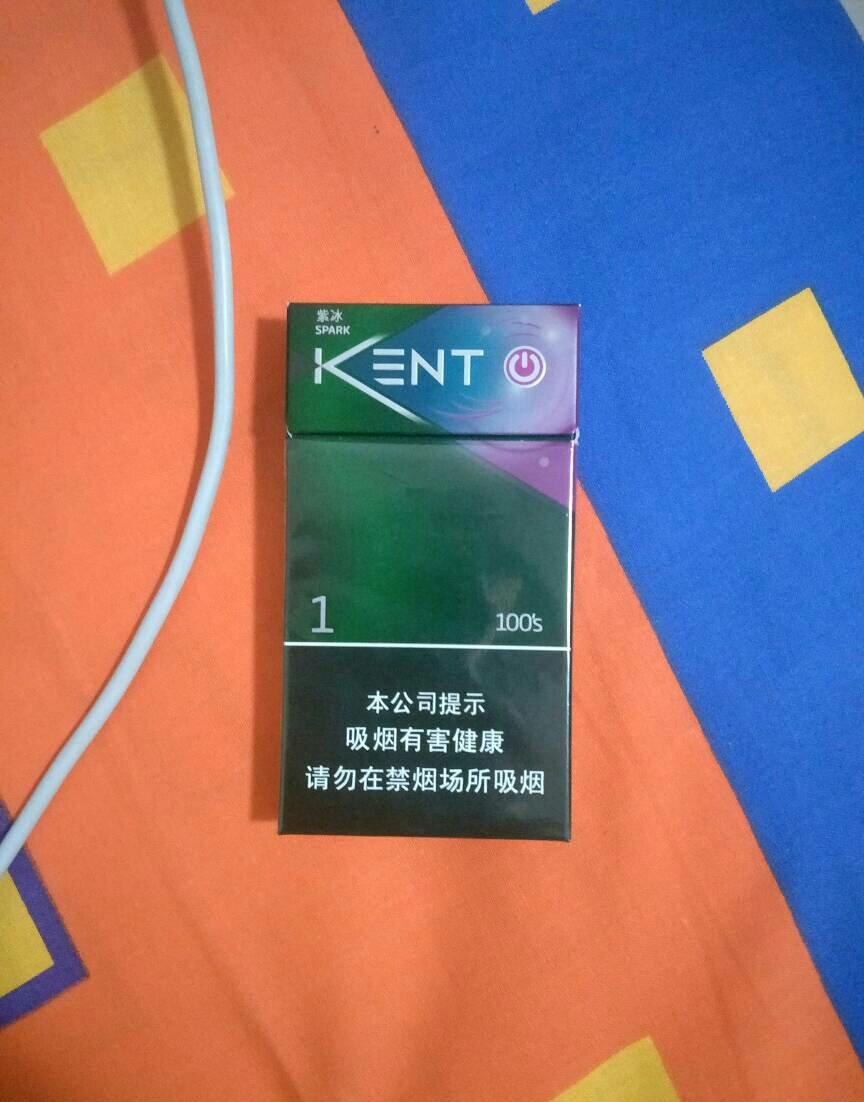 紫冰
SPARK
KENT
1
100's
本公司提示
吸烟有害健康
请勿在禁烟场所吸烟